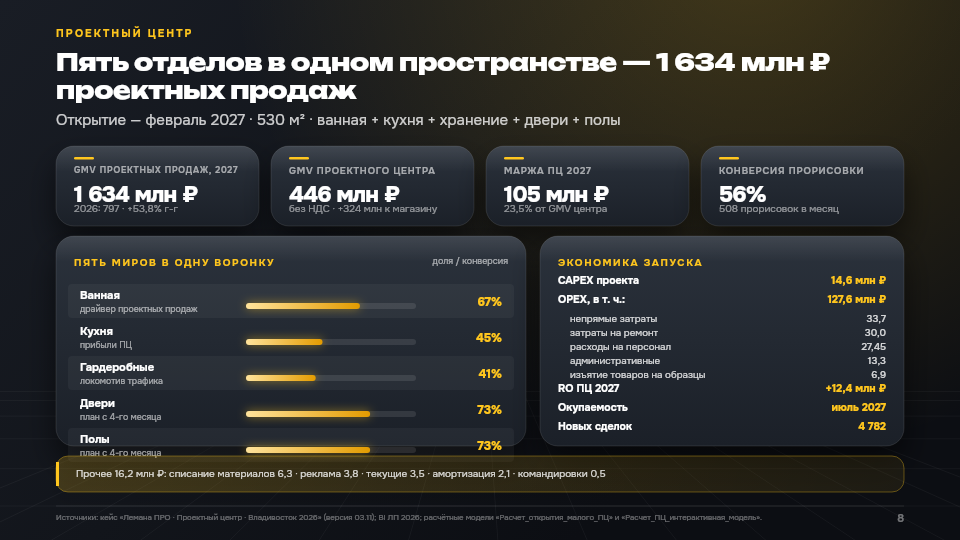 ПРОЕКТНЫЙ ЦЕНТР
Пять отделов в одном пространстве — 1 634 млн ₽
проектных продаж
Открытие — февраль 2027 · 530 м² · ванная + кухня + хранение + двери + полы
GMV ПРОЕКТНЫХ ПРОДАЖ, 2027
1 634 млн ₽
2026: 797 · +53,8% г-г
GMV ПРОЕКТНОГО ЦЕНТРА
446 млн ₽
без НДС · +324 млн к магазину
МАРЖА ПЦ 2027
105 млн ₽
23,5% от GMV центра
КОНВЕРСИЯ ПРОРИСОВКИ
56%
508 прорисовок в месяц
ПЯТЬ МИРОВ В ОДНУ ВОРОНКУ
доля / конверсия
Ванная
драйвер проектных продаж
67%
Кухня
прибыли ПЦ
45%
Гардеробные
локомотив трафика
41%
Двери
план с 4-го месяца
73%
Полы
план с 4-го месяца
73%
ЭКОНОМИКА ЗАПУСКА
CAPEX проекта 14,6 млн ₽
OPEX, в т. ч.: 127,6 млн ₽
непрямые затраты 33,7
затраты на ремонт 30,0
расходы на персонал 27,45
административные 13,3
изъятие товаров на образцы 6,9
RO ПЦ 2027 +12,4 млн ₽
Окупаемость июль 2027
Новых сделок 4 782
Прочее 16,2 млн ₽: списание материалов 6,3 · реклама 3,8 · текущие 3,5 · амортизация 2,1 · командировки 0,5
Источники: кейс «Лемана ПРО · Проектный центр · Владивосток 2026» (версия 03.11); BI ЛП 2026; расчётные модели «Расчет_открытия_малого_ПЦ» и «Расчет_ПЦ_интерактивная_модель».
8